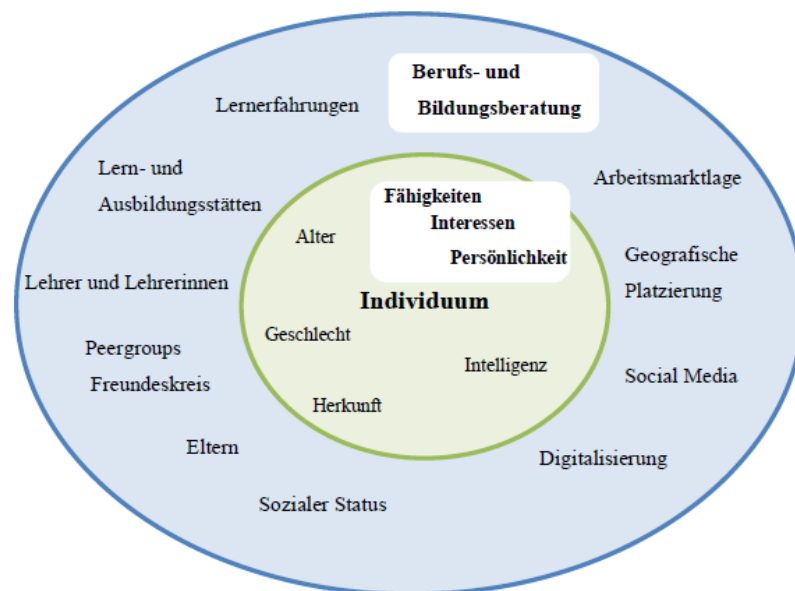 Berufs- und
Bildungsberatung
Lernerfahrungen
Lern- und
Ausbildungsstätten
Arbeitsmarktlage
Fähigkeiten
Interessen
Persönlichkeit
Alter
Geografische
Platzierung
Lehrer und Lehrerinnen
Individuum
Geschlecht
Peergroups
Freundeskreis
Intelligenz
Social Media
Herkunft
Eltern
Digitalisierung
Sozialer Status